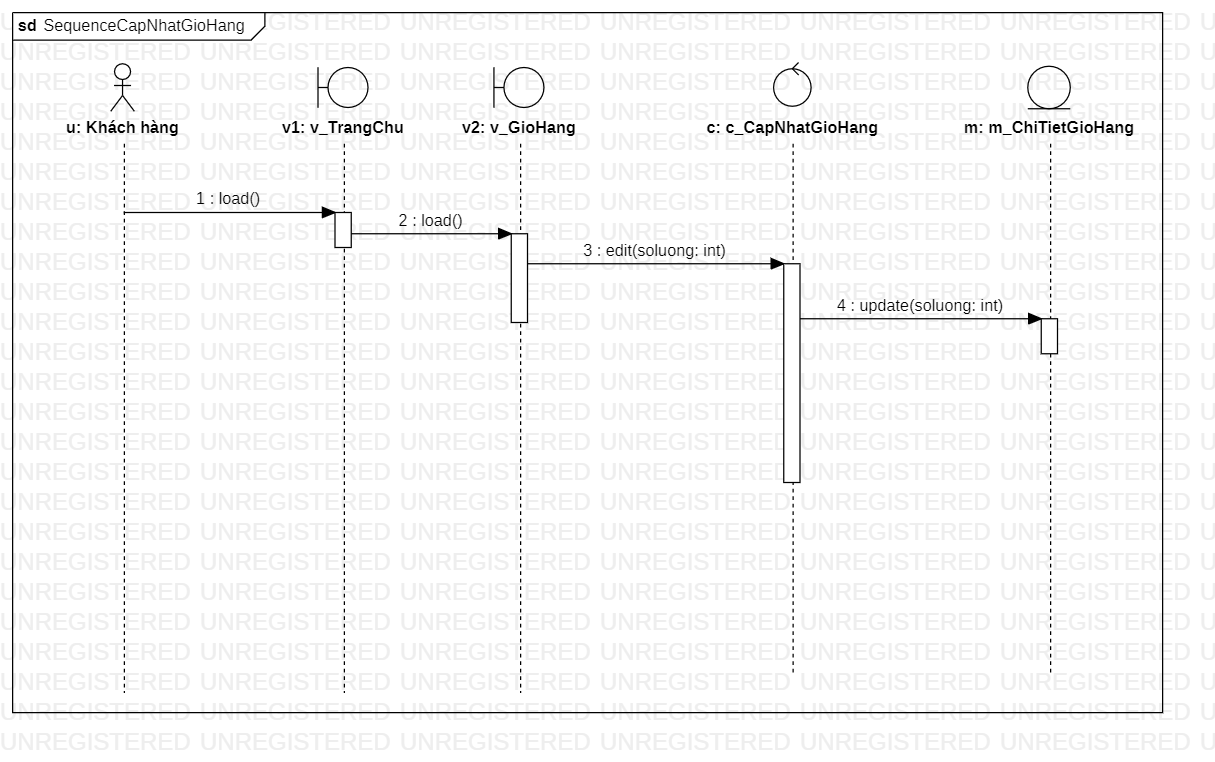 sd SequenceCapNhatGioHang
u: Khách hàng
v1: v_TrangChu
v2: v_GioHang
c: c_CapNhatGioHang
m: m_ChiTietGioHang
1 : load()
2 : load()
3 : edit(soluong: int)
4 : update(soluong: int)
UNREGISTERED